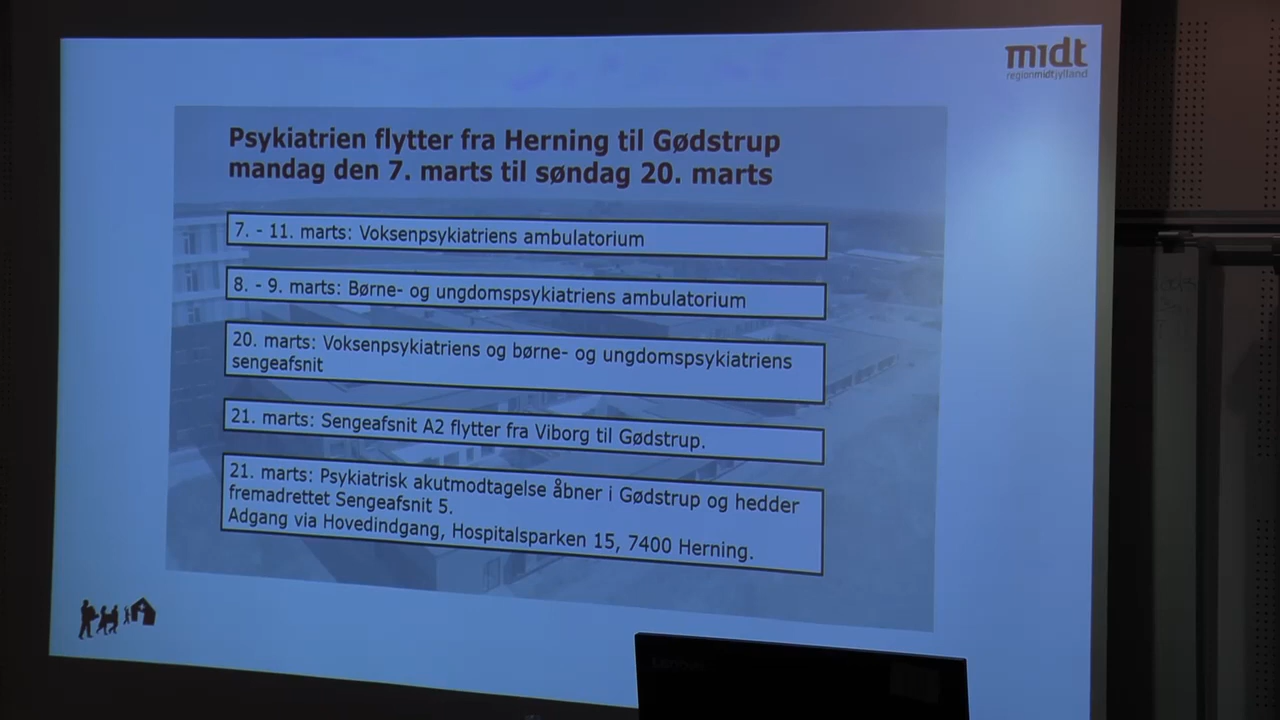 midt
regionmidtjylland
Psykiatrien flytter fra Herning til Gødstrup
mandag den 7. marts til søndag 20. marts
7. - 11. marts: Voksenpsykiatriens ambulatorium
8. - 9. marts: Børne- og ungdomspsykiatriens ambulatorium
20. marts: Voksenpsykiatriens og børne- og ungdomspsykiatriens
sengeafsnit
21. marts: Sengeafsnit A2 flytter fra Viborg til Gødstrup.
21. marts: Psykiatrisk akutmodtagelse åbner i Gødstrup og hedder
fremadrettet Sengeafsnit 5.
Adgang via Hovedindgang, Hospitalsparken 15, 7400 Herning.